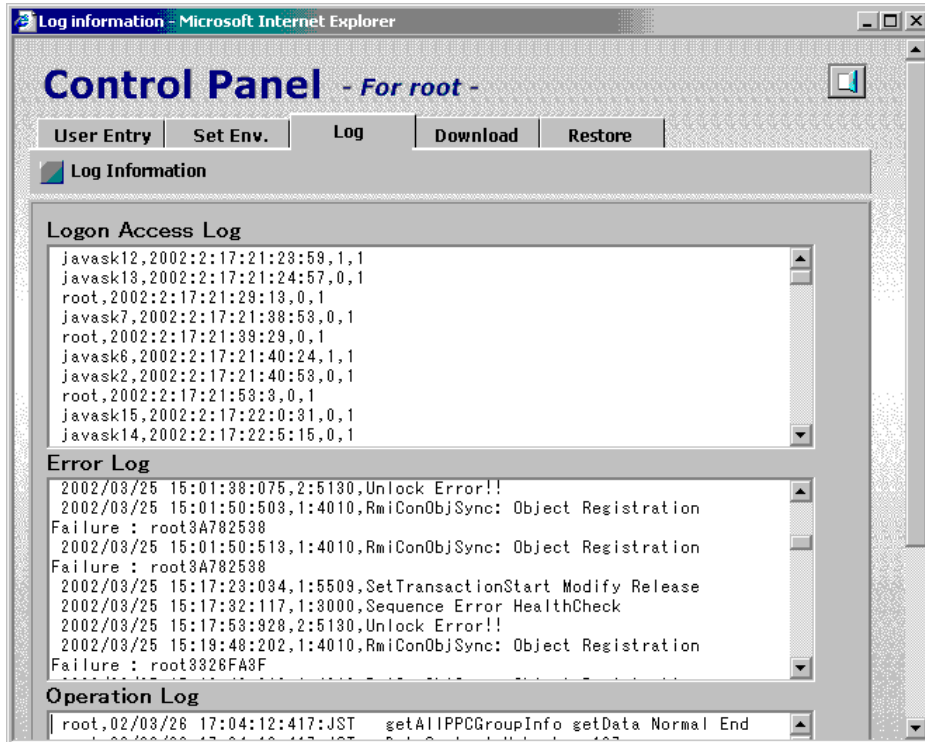 Log information - Microsoft Internet Explorer
Control Panel - For root -
User Entry Set Env. Log Download Restore
Log Information
Logon Access Log
javask12,2002:2:17:21:23:59,1,1
javask13,2002:2:17:21:24:57,0,1
root,2002:2:17:21:29:13,0,1
javask7,2002:2:17:21:38:53,0,1
root,2002:2:17:21:39:29,0,1
javask6,2002:2:17:21:40:24,1,1
javask2,2002:2:17:21:40:53,0,1
root,2002:2:17:21:53:3,0,1
javask15,2002:2:17:22:0:31,0,1
javask14,2002:2:17:22:5:15,0,1
Error Log
2002/03/25 15:01:38:075,2:5130,Unlock Error!!
2002/03/25 15:01:50:503,1:4010,RmiConObjSync: Object Registration
Failure : root3A782538
2002/03/25 15:01:50:513,1:4010,RmiConObjSync: Object Registration
Failure : root3A782538
2002/03/25 15:17:23:034,1:5509,SetTransactionStart Modify Release
2002/03/25 15:17:32:117,1:3000,Sequence Error HealthCheck
2002/03/25 15:17:53:928,2:5130,Unlock Error!!
2002/03/25 15:19:48:202,1:4010,RmiConObjSync: Object Registration
Failure : root3326FA3F
Operation Log
root,02/03/26 17:04:12:417:JST getAllPPCGroupInfo getData Normal End